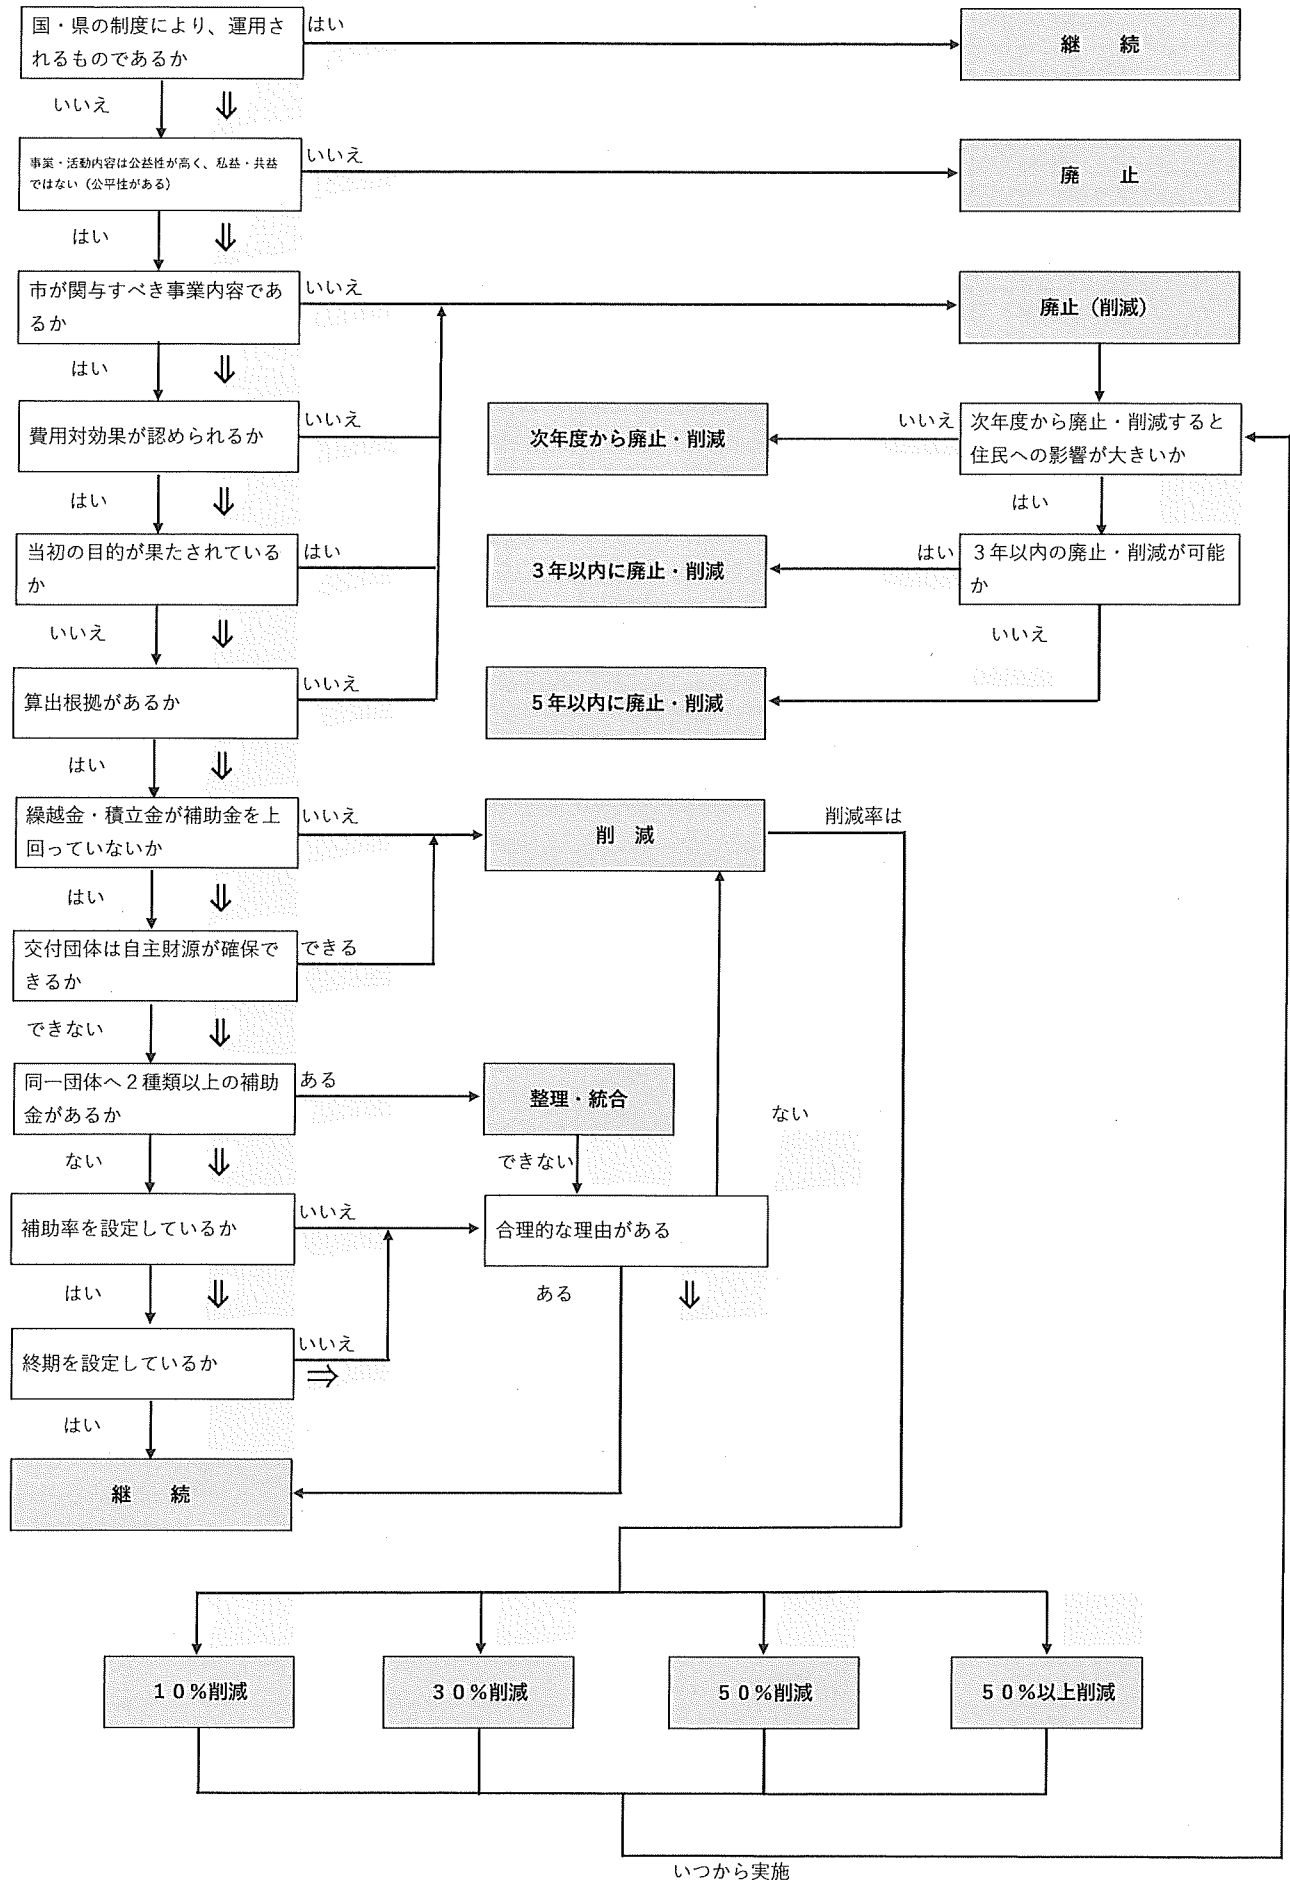 国・県の制度により、運用さ
れるものであるか
はい
継　続
いいえ
⇓
事業・活動内容は公益性が高く、私益・共益
ではない（公平性がある）
いいえ
廃　止
はい
⇓
市が関与すべき事業内容であ
るか
いいえ
廃止（削減）
はい
⇓
費用対効果が認められるか
いいえ
次年度から廃止・削減
いいえ
次年度から廃止・削減すると
住民への影響が大きいか
はい
⇓
はい
当初の目的が果たされている
か
はい
３年以内に廃止・削減
はい
３年以内の廃止・削減が可能
か
いいえ
⇓
いいえ
算出根拠があるか
いいえ
５年以内に廃止・削減
はい
⇓
繰越金・積立金が補助金を上
回っていないか
いいえ
削　減
削減率は
はい
⇓
交付団体は自主財源が確保で
きるか
できる
できない
⇓
同一団体へ２種類以上の補助
金があるか
ある
整理・統合
ない
ない
⇓
できない
補助率を設定しているか
いいえ
合理的な理由がある
はい
⇓
ある
⇓
終期を設定しているか
いいえ
⇒
はい
継　続
１０％削減
３０％削減
５０％削減
５０％以上削減
いつから実施